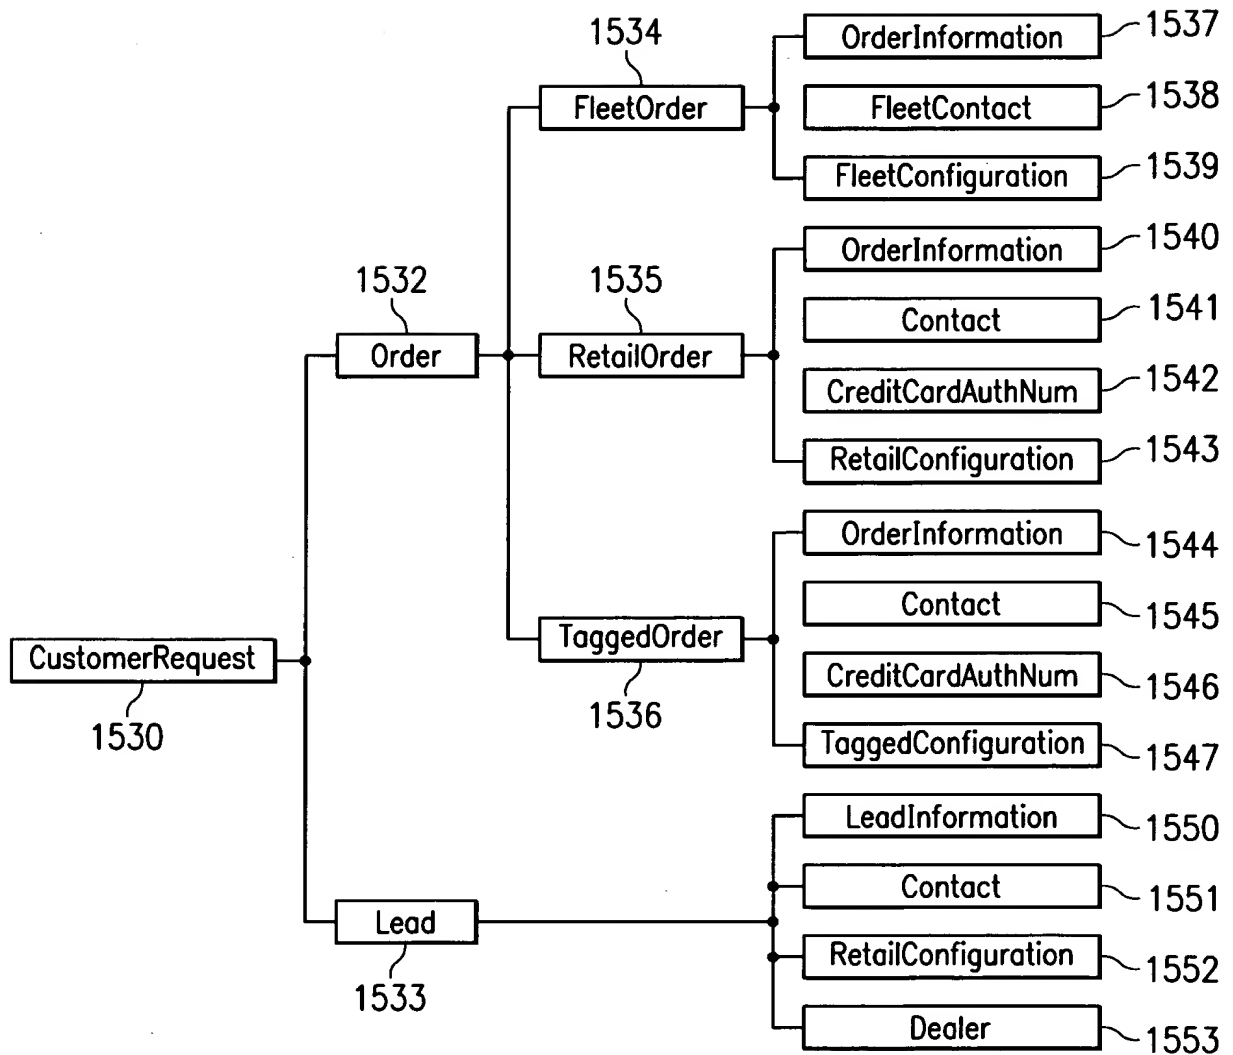 1534
OrderInformation
1537
FleetOrder
FleetContact
1538
FleetConfiguration
1539
OrderInformation
1540
1532
1535
Contact
1541
Order
RetailOrder
CreditCardAuthNum
1542
RetailConfiguration
1543
OrderInformation
1544
Contact
1545
TaggedOrder
CustomerRequest
CreditCardAuthNum
1546
1536
1530
TaggedConfiguration
1547
LeadInformation
1550
Contact
1551
Lead
RetailConfiguration
1552
1533
Dealer
1553